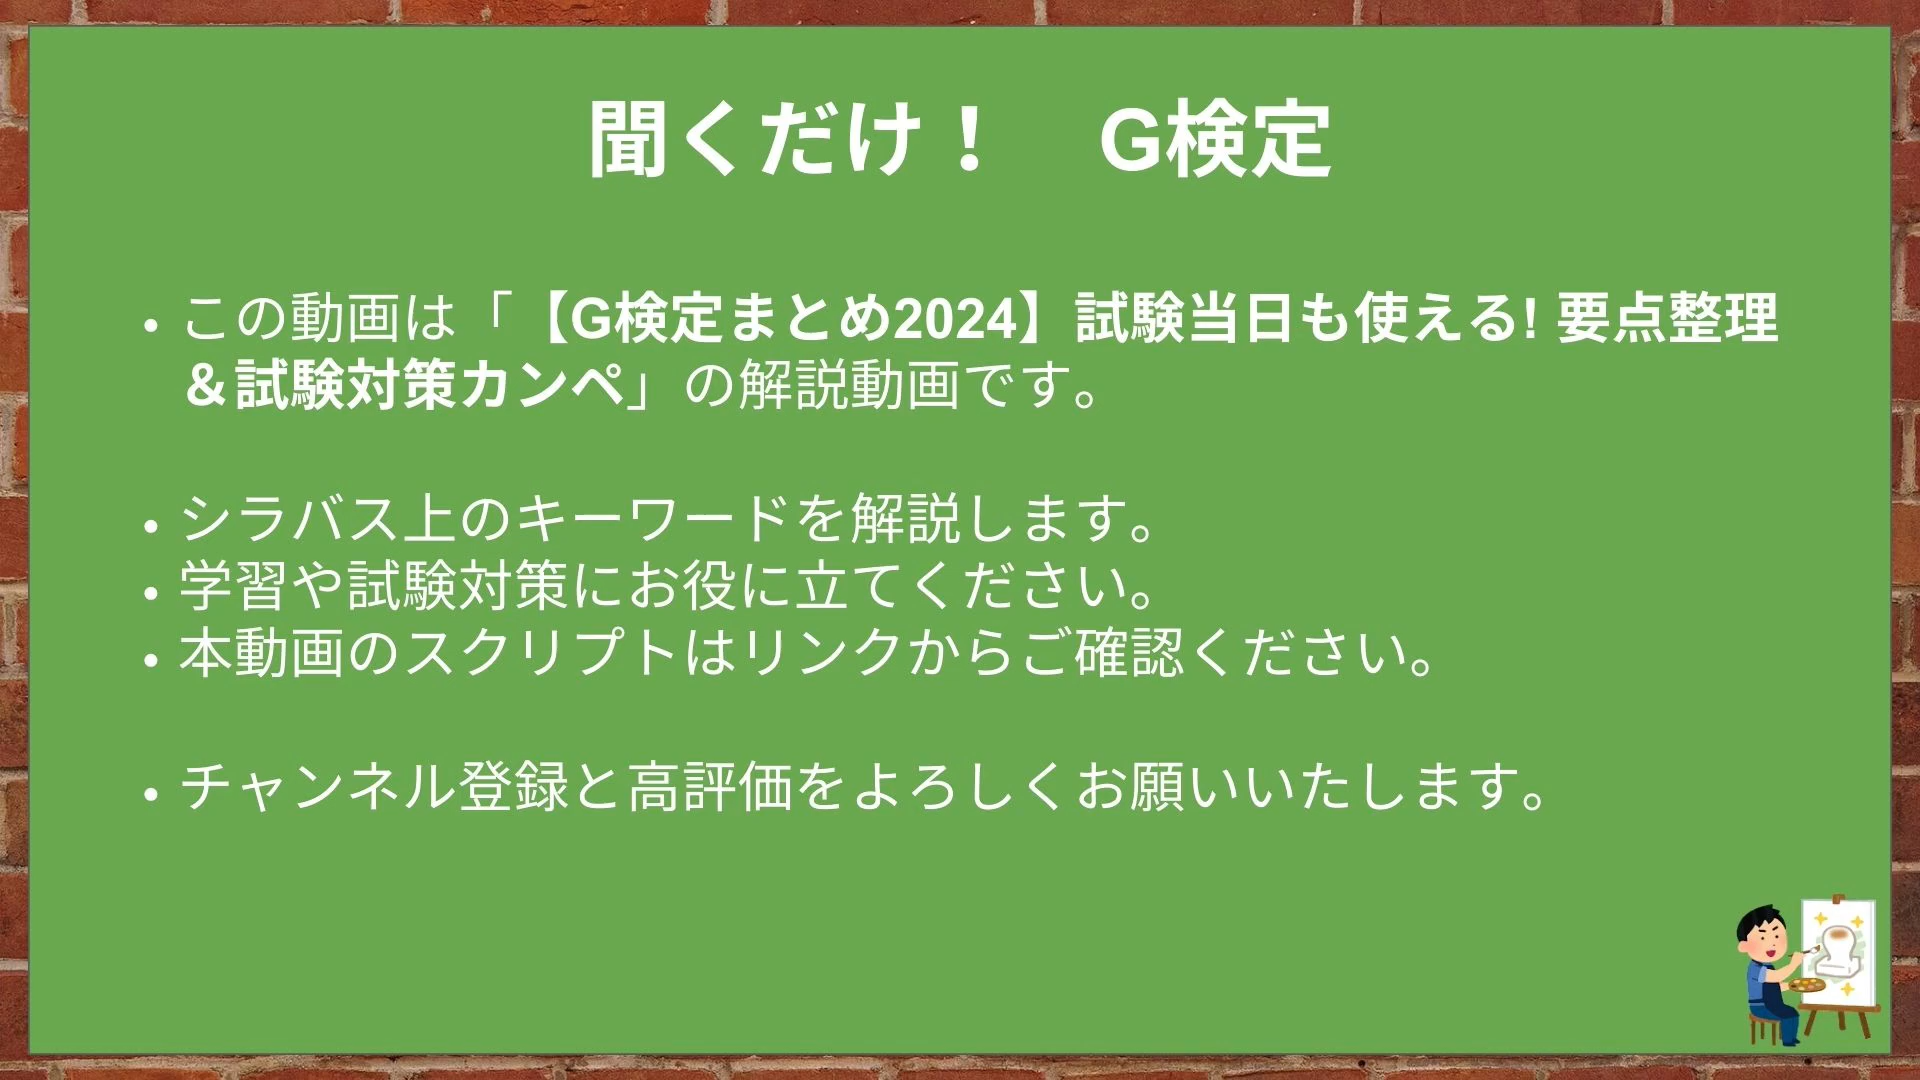 聞くだけ！　G検定
• この動画は「【G検定まとめ2024】試験当日も使える! 要点整理
＆試験対策カンペ」の解説動画です。
• シラバス上のキーワードを解説します。
• 学習や試験対策にお役に立てください。
• 本動画のスクリプトはリンクからご確認ください。
• チャンネル登録と高評価をよろしくお願いいたします。